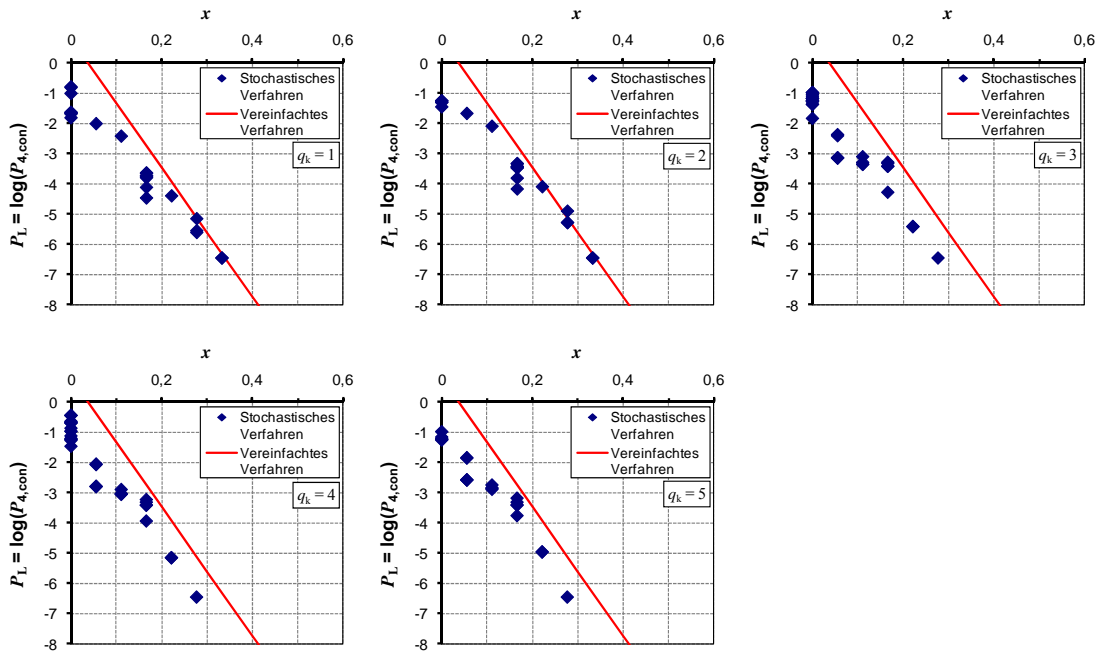 x
0 0,2 0,4 0,6
0
-1
-2
-3
-4
-5
-6
-7
-8
P_L = log(P_4,con)
Stochastisches
Verfahren
Vereinfachtes
Verfahren
q_k = 1
x
0 0,2 0,4 0,6
0
-1
-2
-3
-4
-5
-6
-7
-8
P_L = log(P_4,con)
Stochastisches
Verfahren
Vereinfachtes
Verfahren
q_k = 2
x
0 0,2 0,4 0,6
0
-1
-2
-3
-4
-5
-6
-7
-8
P_L = log(P_4,con)
Stochastisches
Verfahren
Vereinfachtes
Verfahren
q_k = 3
x
0 0,2 0,4 0,6
0
-1
-2
-3
-4
-5
-6
-7
-8
P_L = log(P_4,con)
Stochastisches
Verfahren
Vereinfachtes
Verfahren
q_k = 4
x
0 0,2 0,4 0,6
0
-1
-2
-3
-4
-5
-6
-7
-8
P_L = log(P_4,con)
Stochastisches
Verfahren
Vereinfachtes
Verfahren
q_k = 5